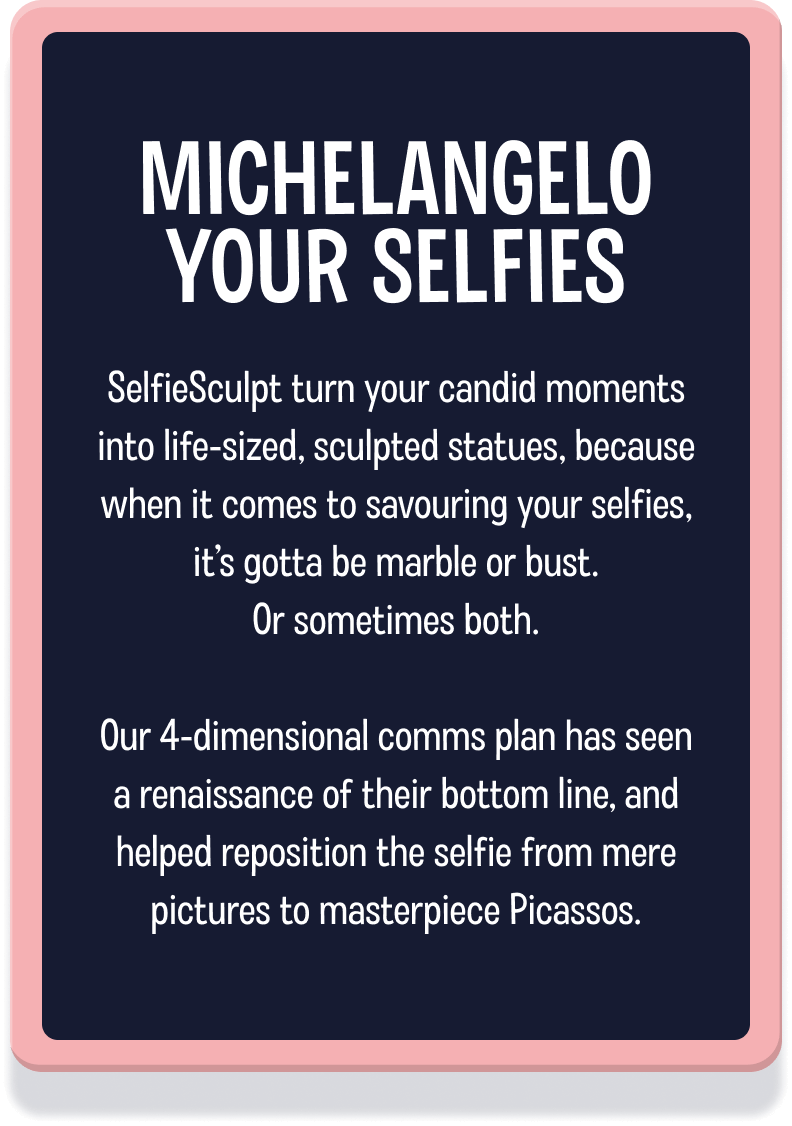 MICHELANGELO
YOUR SELFIES
SelfieSculpt turn your candid moments
into life-sized, sculpted statues, because
when it comes to savouring your selfies,
it’s gotta be marble or bust.
Or sometimes both.
Our 4-dimensional comms plan has seen
a renaissance of their bottom line, and
helped reposition the selfie from mere
pictures to masterpiece Picassos.